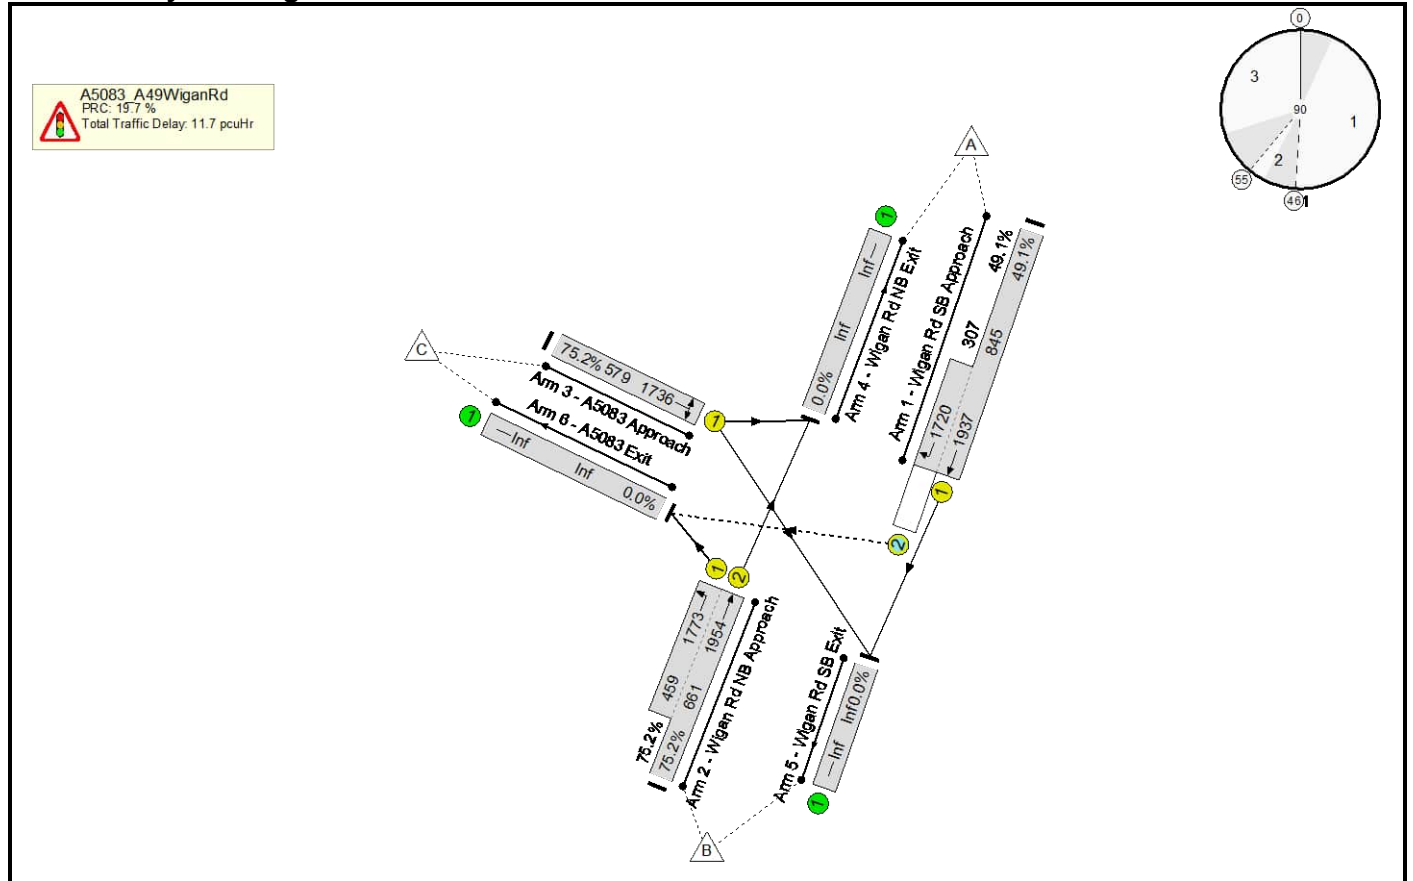 A5083_A49WiganRd
PRC: 19.7 %
Total Traffic Delay: 11.7 pcuHr
0
3
90
1
2
55
46
1
A
1
Inf
Inf
0.0%
Arm 4 - Wigan Rd NB Exit
Arm 1 - Wigan Rd SB Approach
49.1%
49.1%
307
845
1720
1937
1
2
C
75.2% 579 1736
1
Arm 3 - A5083 Approach
Arm 6 - A5083 Exit
1
Inf
Inf
0.0%
1
2
1773
1954
459
661
75.2%
75.2%
Arm 2 - Wigan Rd NB Approach
Arm 5 - Wigan Rd SB Exit
Inf
Inf
0.0%
1
B